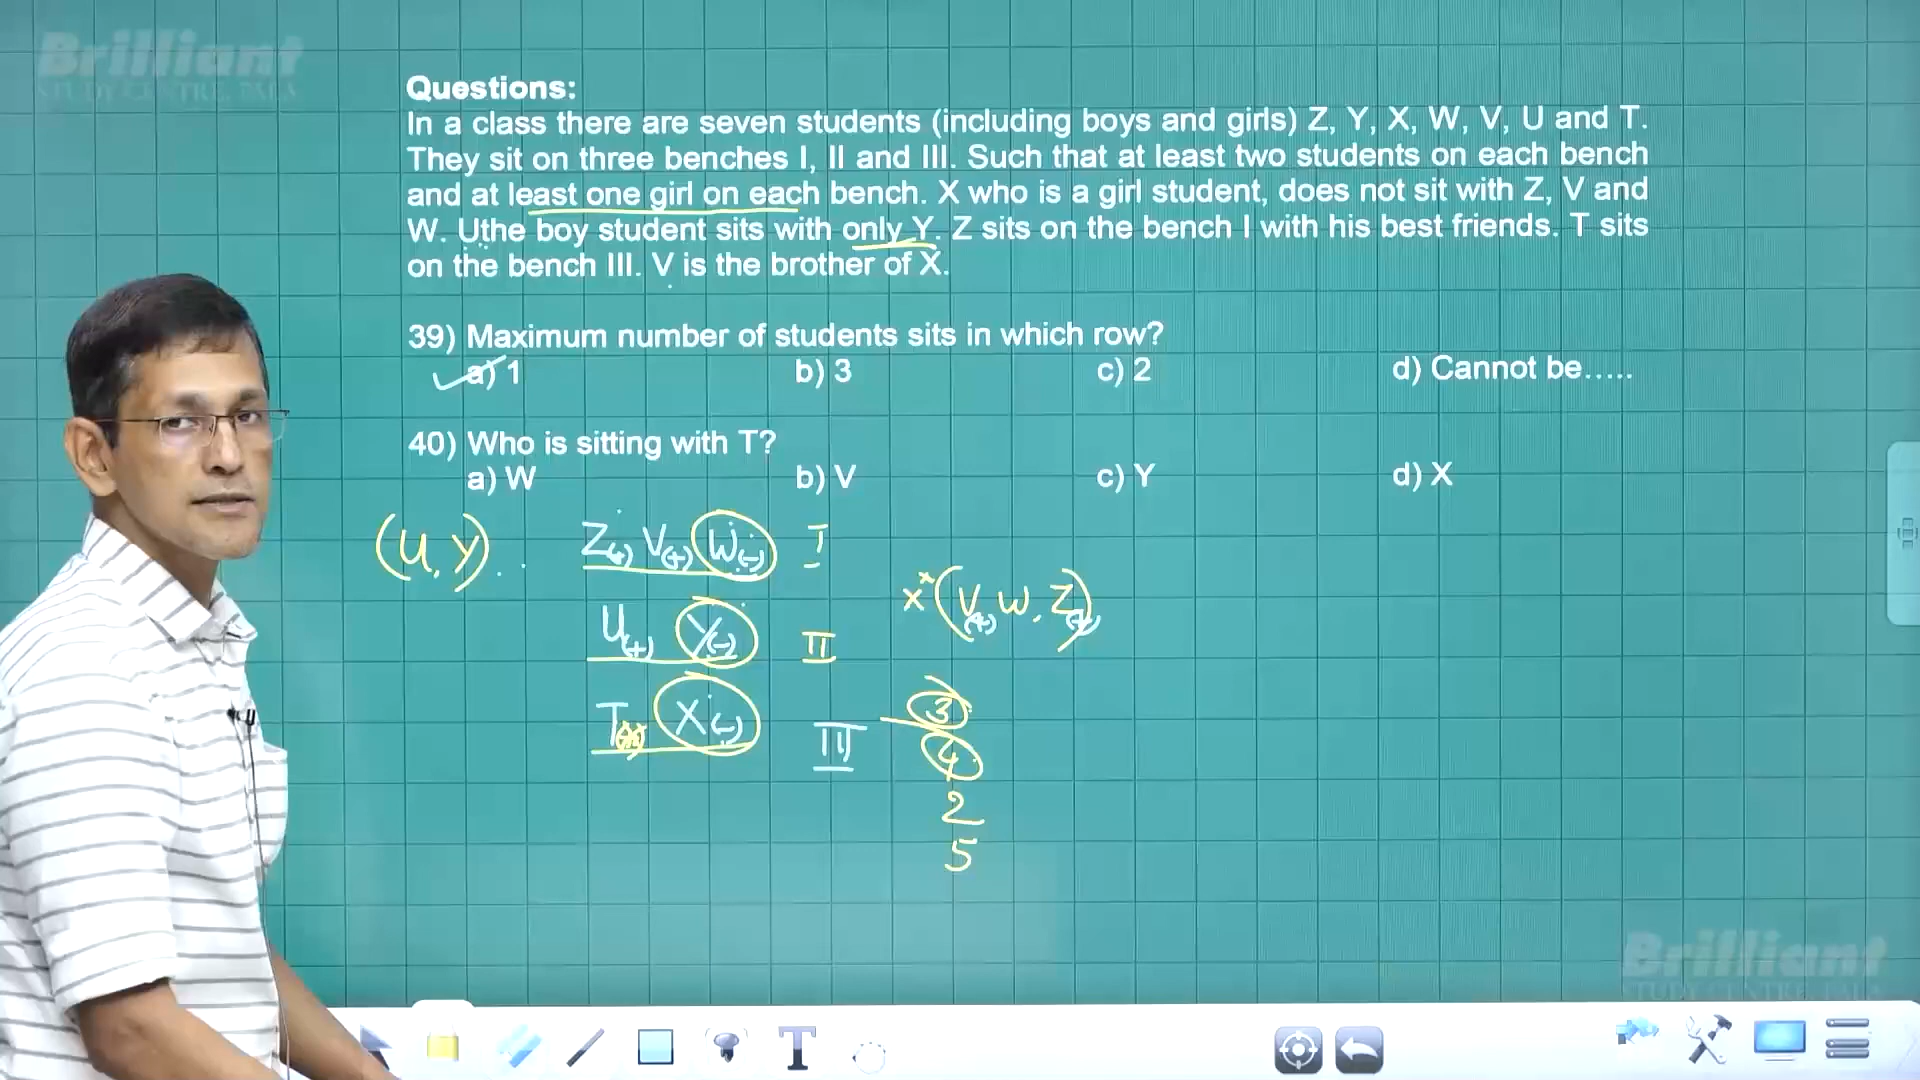 Brilliant
STUDY CENTRE, PALA
Questions:
In a class there are seven students (including boys and girls) Z, Y, X, W, V, U and T.
They sit on three benches I, II and III. Such that at least two students on each bench
and at least one girl on each bench. X who is a girl student, does not sit with Z, V and
W. Uthe boy student sits with only Y. Z sits on the bench I with his best friends. T sits
on the bench III. V is the brother of X.
39) Maximum number of students sits in which row?
a) 1 b) 3 c) 2 d) Cannot be.....
40) Who is sitting with T?
a) W b) V c) Y d) X
(U, Y) Z(+) V(+) W(-) I
X (V(+) W, Z(+))
U(+) Y(-) II
T X(-) III
3
4
2
5
Brilliant
STUDY CENTRE, PALA
T